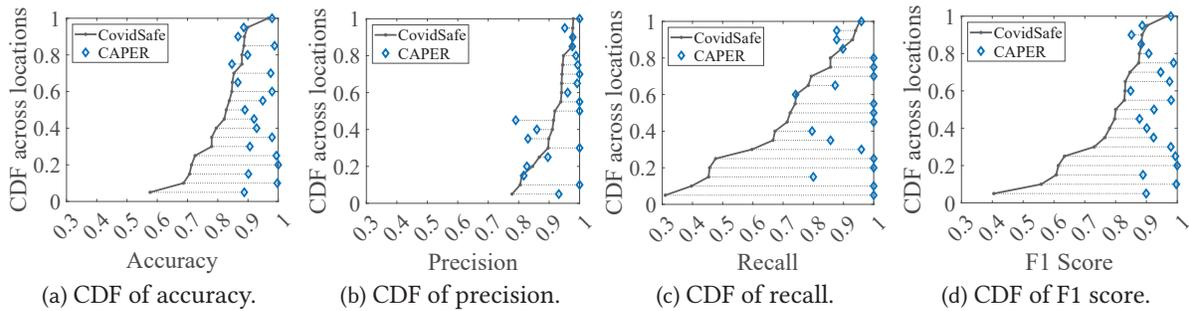 CDF across locations
1
0.8
0.6
0.4
0.2
0
CovidSafe
CAPER
0.3
0.4
0.5
0.6
0.7
0.8
0.9
1
Accuracy
(a) CDF of accuracy.
CDF across locations
1
0.8
0.6
0.4
0.2
0
CovidSafe
CAPER
0.3
0.4
0.5
0.6
0.7
0.8
0.9
1
Precision
(b) CDF of precision.
CDF across locations
1
0.8
0.6
0.4
0.2
0
CovidSafe
CAPER
0.3
0.4
0.5
0.6
0.7
0.8
0.9
1
Recall
(c) CDF of recall.
CDF across locations
1
0.8
0.6
0.4
0.2
0
CovidSafe
CAPER
0.3
0.4
0.5
0.6
0.7
0.8
0.9
1
F1 Score
(d) CDF of F1 score.